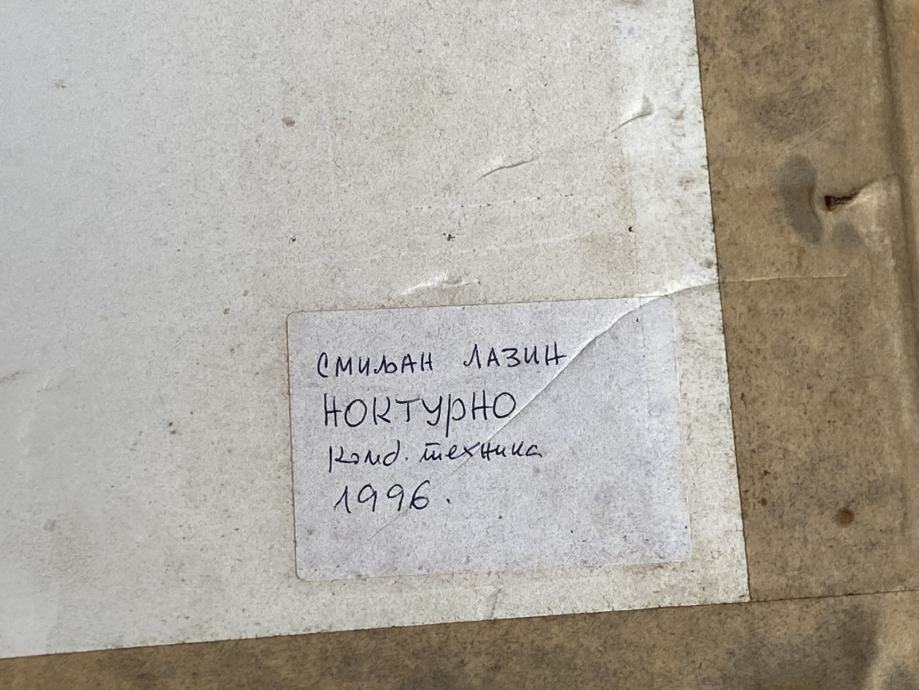 СМИЉАН ЛАЗИН
НОКТУРНО
комб. техника
1996.